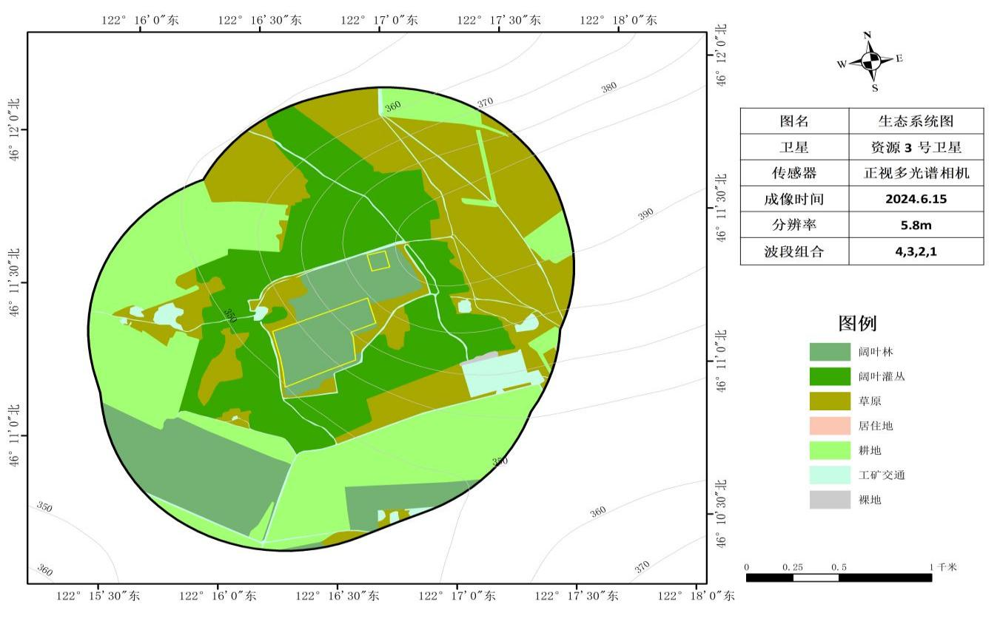 122° 16′0″东 122° 16′30″东 122° 17′0″东 122° 17′30″东 122° 18′0″东
46° 12′0″北
46° 11′30″北
46° 11′0″北
46° 12′0″北
46° 11′30″北
46° 11′0″北
46° 10′30″北
380
370
360
390
350
350
350
360
360
370
122° 15′30″东 122° 16′0″东 122° 16′30″东 122° 17′0″东 122° 17′30″东 122° 18′0″东
N
W E
S
图名 生态系统图
卫星 资源 3 号卫星
传感器 正视多光谱相机
成像时间 2024.6.15
分辨率 5.8m
波段组合 4,3,2,1
图例
阔叶林
阔叶灌丛
草原
居住地
耕地
工矿交通
裸地
0 0.25 0.5 1 千米